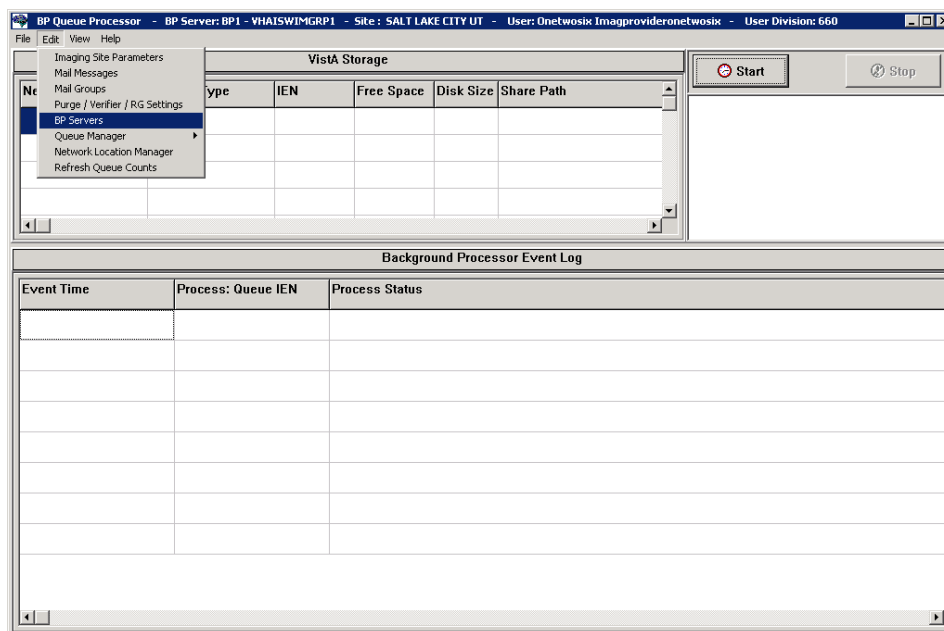 BP Queue Processor - BP Server: BP1 - VHAISWIMGRP1 - Site : SALT LAKE CITY UT - User: Onetwosix Imagprovideronetwosix - User Division: 660
File Edit View Help
Imaging Site Parameters
Mail Messages
Mail Groups
Purge / Verifier / RG Settings
BP Servers
Queue Manager
Network Location Manager
Refresh Queue Counts
VistA Storage
Ne ype IEN Free Space Disk Size Share Path
Start Stop
Background Processor Event Log
Event Time Process: Queue IEN Process Status